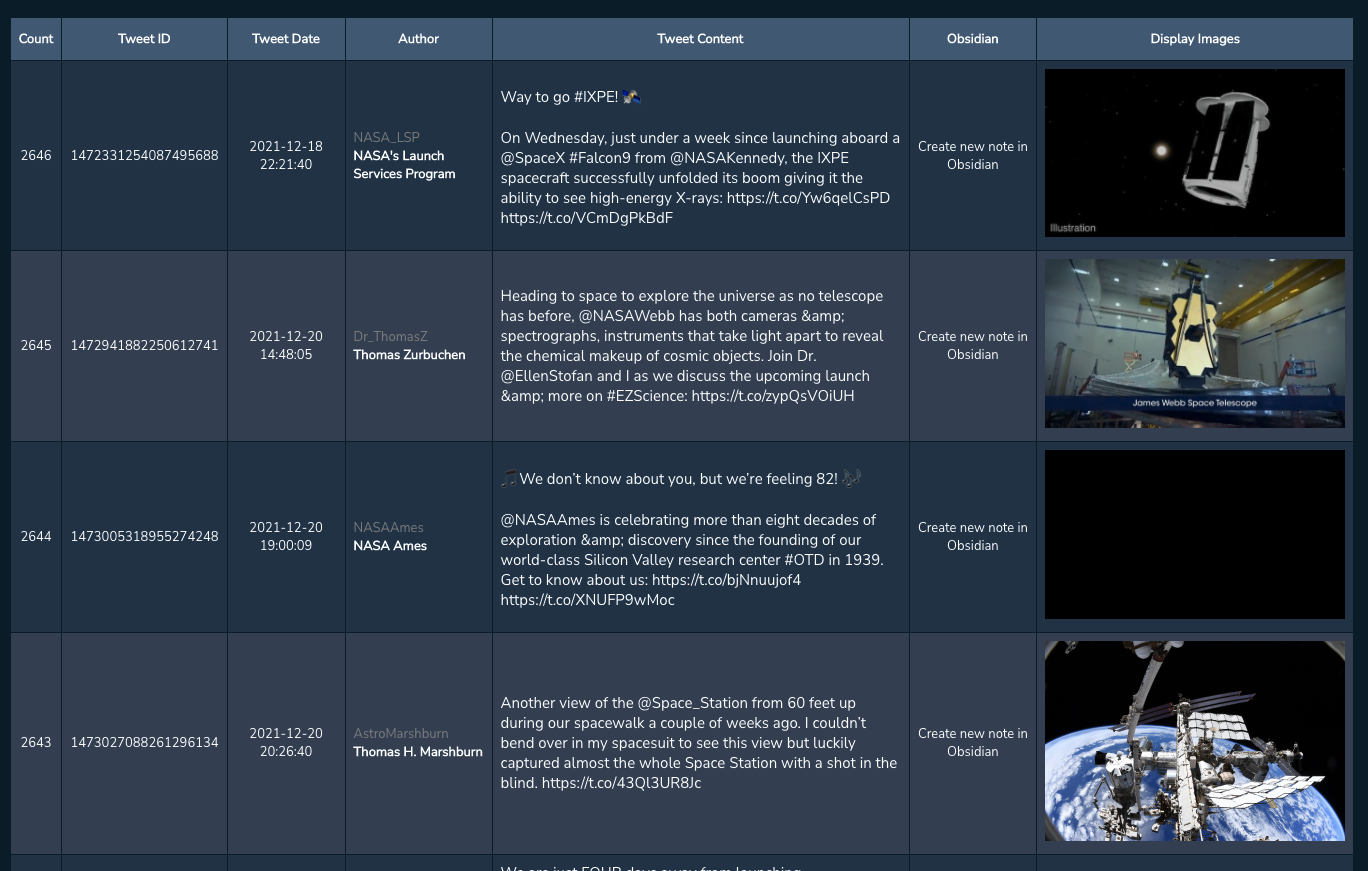 Count Tweet ID Tweet Date Author Tweet Content Obsidian Display Images
2646
1472331254087495688
2021-12-18
22:21:40
NASA_LSP
NASA's Launch
Services Program
Way to go #IXPE! 🛰️
On Wednesday, just under a week since launching aboard a
@SpaceX #Falcon9 from @NASAKennedy, the IXPE
spacecraft successfully unfolded its boom giving it the
ability to see high-energy X-rays: https://t.co/Yw6qelCsPD
https://t.co/VCmDgPkBdF
Create new note in
Obsidian
Illustration
2645
1472941882250612741
2021-12-20
14:48:05
Dr_ThomasZ
Thomas Zurbuchen
Heading to space to explore the universe as no telescope
has before, @NASAWebb has both cameras &amp;
spectrographs, instruments that take light apart to reveal
the chemical makeup of cosmic objects. Join Dr.
@EllenStofan and I as we discuss the upcoming launch
&amp; more on #EZScience: https://t.co/zypQsVOiUH
Create new note in
Obsidian
James Webb Space Telescope
2644
1473005318955274248
2021-12-20
19:00:09
NASAAmes
NASA Ames
🎵We don’t know about you, but we’re feeling 82! 🎶
@NASAAmes is celebrating more than eight decades of
exploration &amp; discovery since the founding of our
world-class Silicon Valley research center #OTD in 1939.
Get to know about us: https://t.co/bjNnuujof4
https://t.co/XNUFP9wMoc
Create new note in
Obsidian
2643
1473027088261296134
2021-12-20
20:26:40
AstroMarshburn
Thomas H. Marshburn
Another view of the @Space_Station from 60 feet up
during our spacewalk a couple of weeks ago. I couldn’t
bend over in my spacesuit to see this view but luckily
captured almost the whole Space Station with a shot in the
blind. https://t.co/43Ql3UR8Jc
Create new note in
Obsidian
We are just FOUR days away from launching